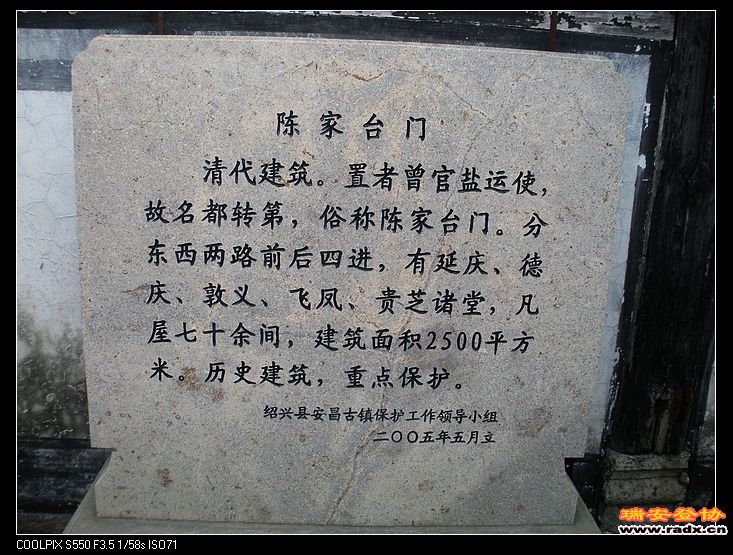 陈家台门
清代建筑。置者曾官盐运使，
故名都转第，俗称陈家台门。分
东西两路前后四进，有延庆、德
庆、敦义、飞凤、贵芝诸堂，凡
屋七十余间，建筑面积2500平方
米。历史建筑，重点保护。
绍兴县安昌古镇保护工作领导小组
二〇〇五年五月立
瑞安登协
www.radx.cn
COOLPIX S550 F3.5 1/58s ISO71